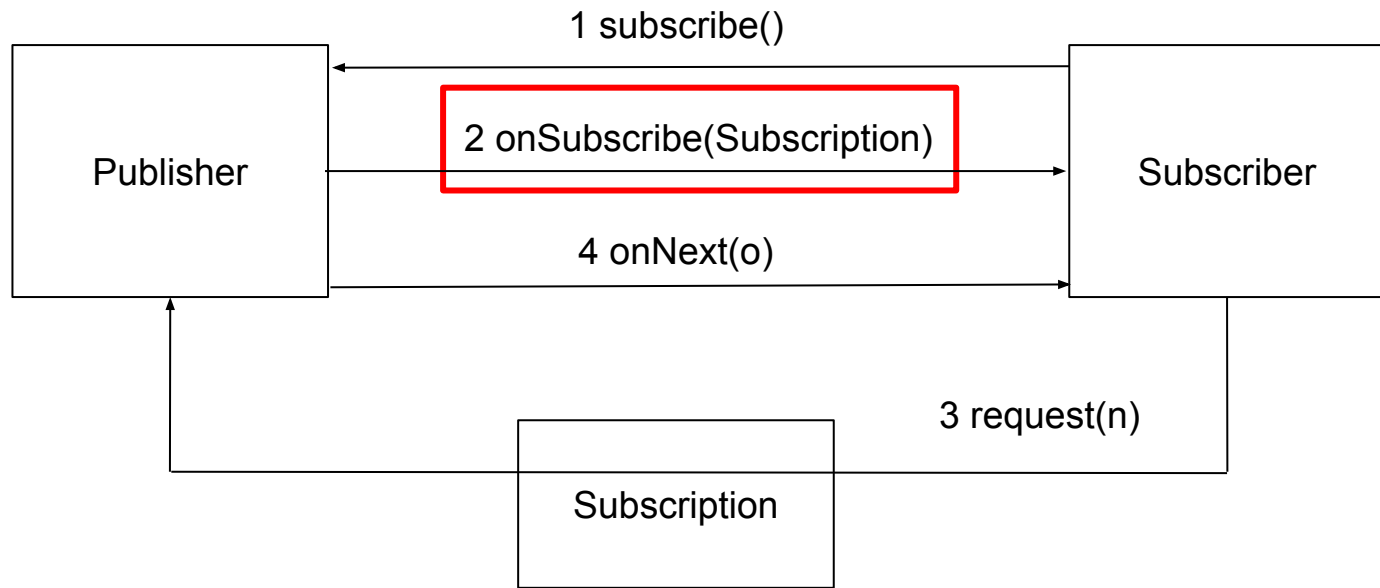 1 subscribe()
2 onSubscribe(Subscription)
Publisher
Subscriber
4 onNext(o)
3 request(n)
Subscription